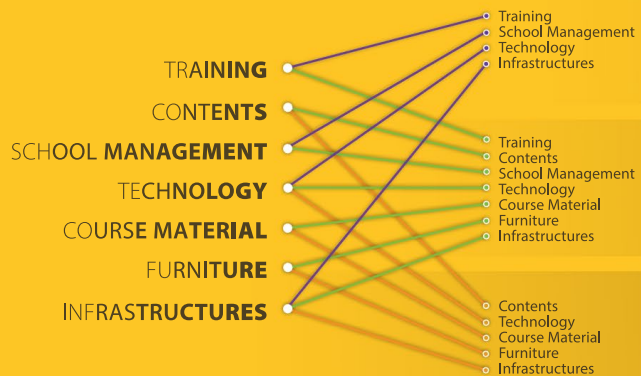 TRAINING
CONTENTS
SCHOOL MANAGEMENT
TECHNOLOGY
COURSE MATERIAL
FURNITURE
INFRASTRUCTURES
Training
School Management
Technology
Infrastructures
Training
Contents
School Management
Technology
Course Material
Furniture
Infrastructures
Contents
Technology
Course Material
Furniture
Infrastructures